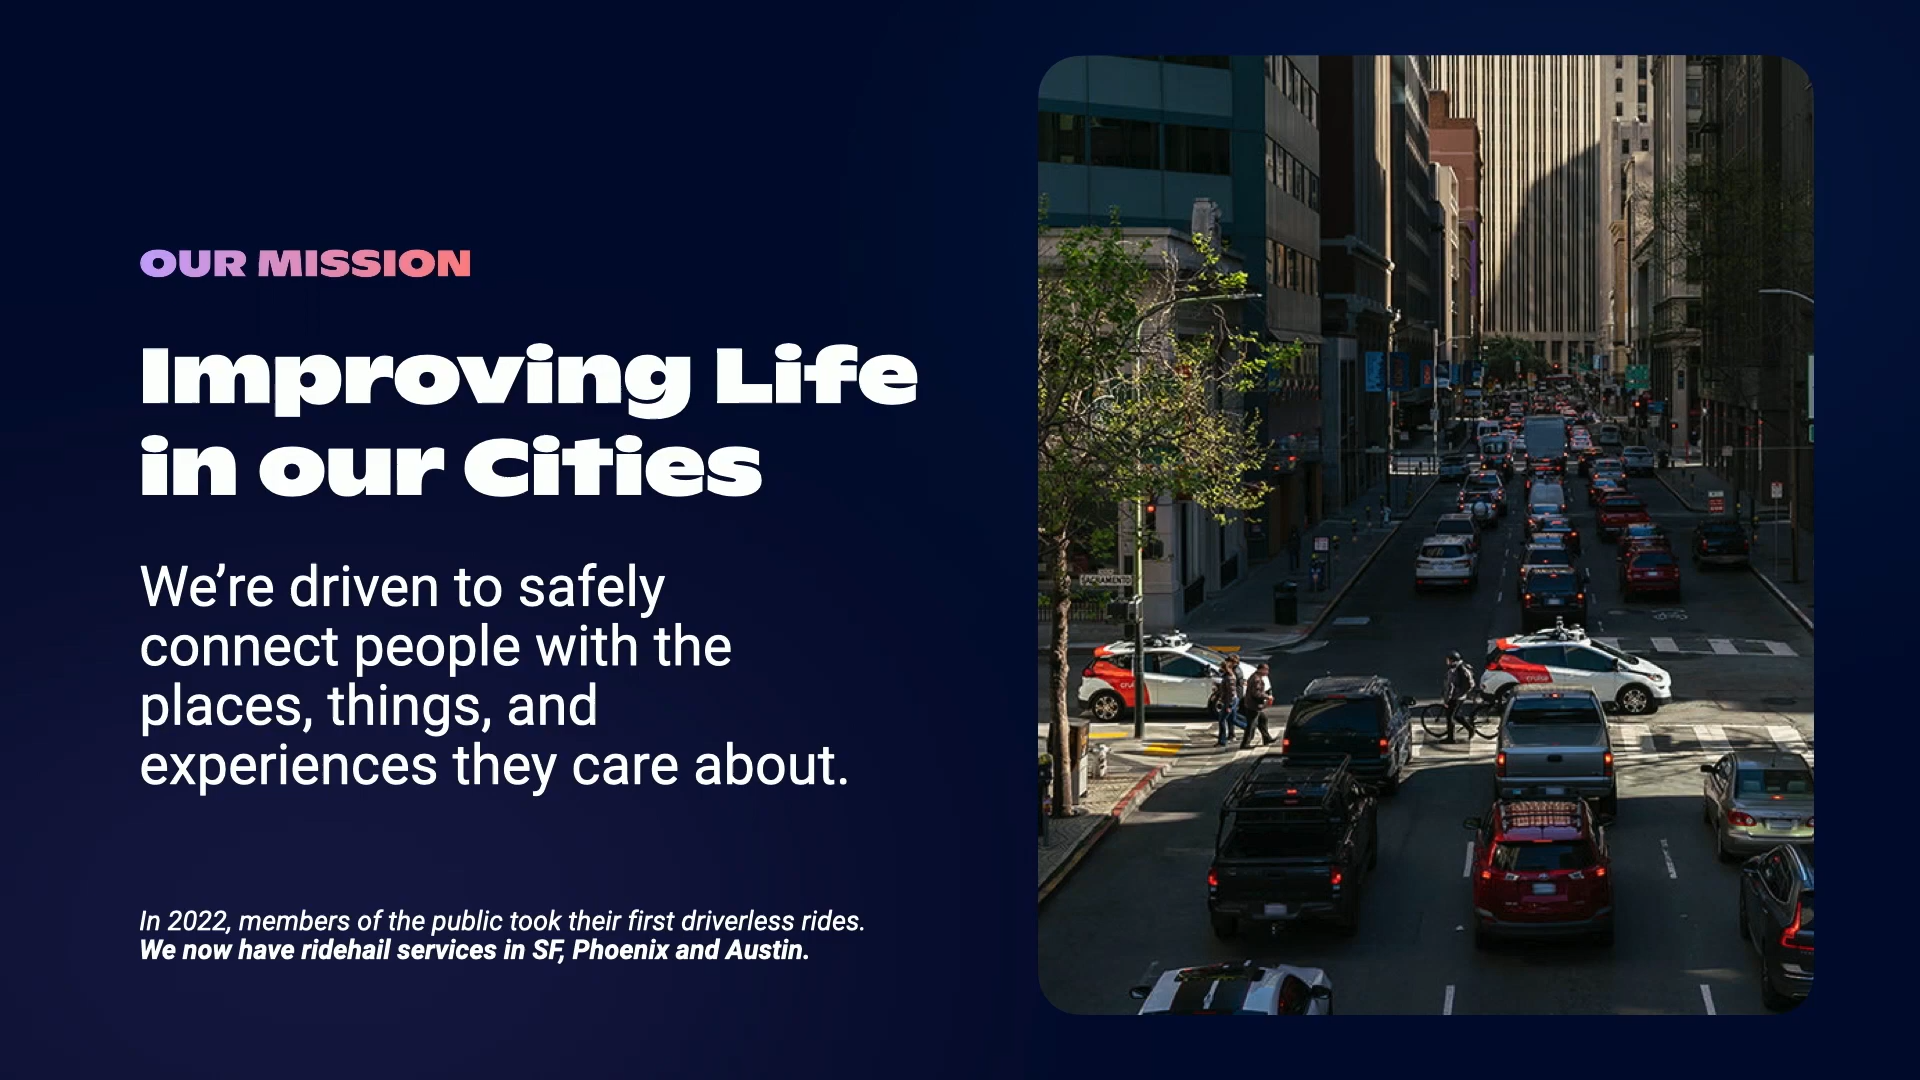 OUR MISSION
Improving Life
in our Cities
We’re driven to safely
connect people with the
places, things, and
experiences they care about.
In 2022, members of the public took their first driverless rides.
We now have ridehail services in SF, Phoenix and Austin.
SACRAMENTO
cruise